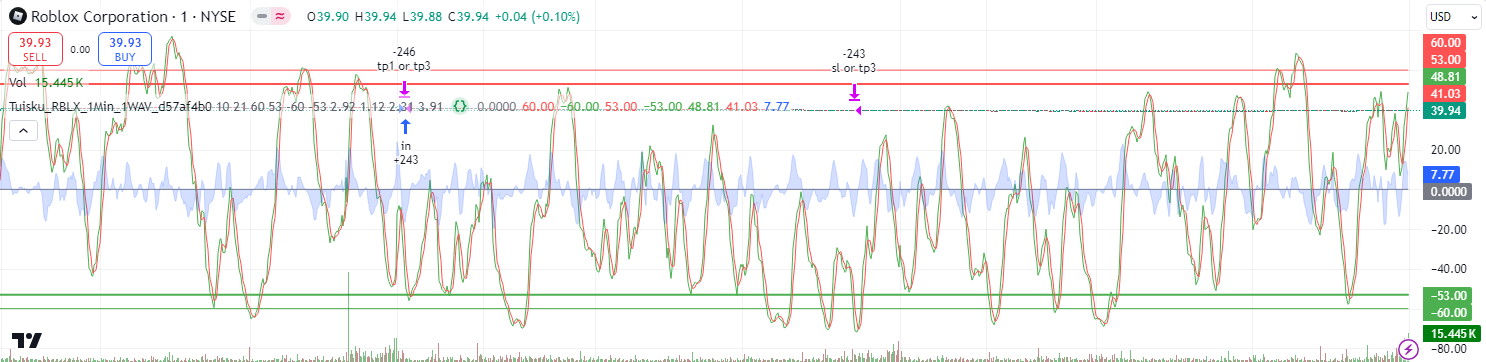 Roblox Corporation · 1 · NYSE O39.90 H39.94 L39.88 C39.94 +0.04 (+0.10%)
USD
39.93 SELL
0.00
39.93 BUY
Vol 15.445 K
Tuisku_RBLX_1Min_1WAV_d57af4b0 10 21 60 53 -60 -53 2.92 1.12 2.31 3.91 0.0000 60.00 −60.00 53.00 −53.00 48.81 41.03 7.77
-246
tp1 or tp3
in
+243
-243
sl or tp3
60.00
53.00
48.81
41.03
39.94
20.00
7.77
0.0000
−20.00
−40.00
−53.00
−60.00
15.445 K
−80.00